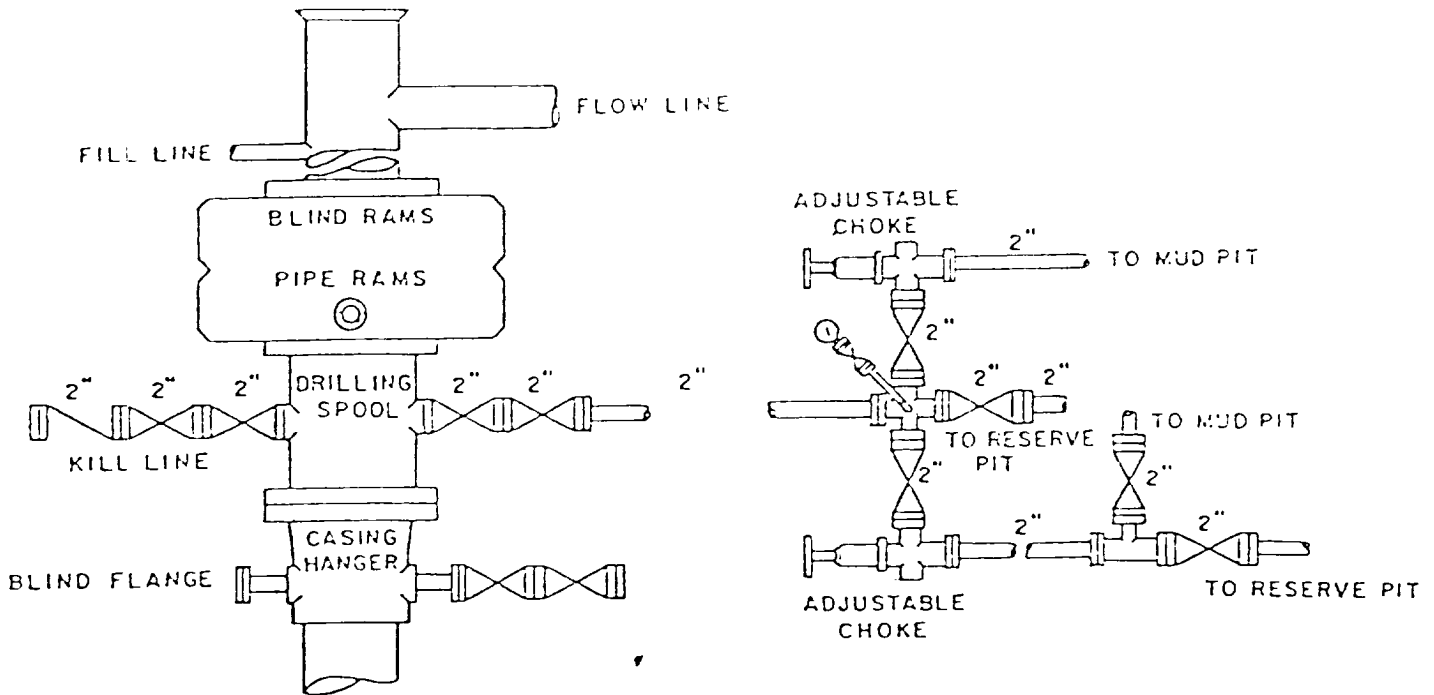 FLOW LINE
FILL LINE
BLIND RAMS
PIPE RAMS
2" 2" 2" DRILLING SPOOL 2" 2" 2"
KILL LINE
CASING
HANGER
BLIND FLANGE
ADJUSTABLE
CHOKE
2"
TO MUD PIT
2"
2" 2"
TO RESERVE
PIT
TO MUD PIT
2"
2"
2" 2"
TO RESERVE PIT
ADJUSTABLE
CHOKE